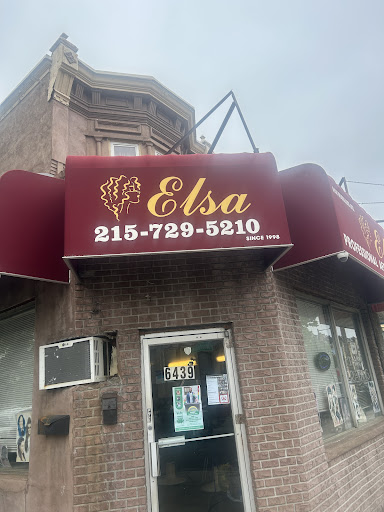 Elsa
215-729-5210
SINCE 1998
PROFESSIONAL
6439